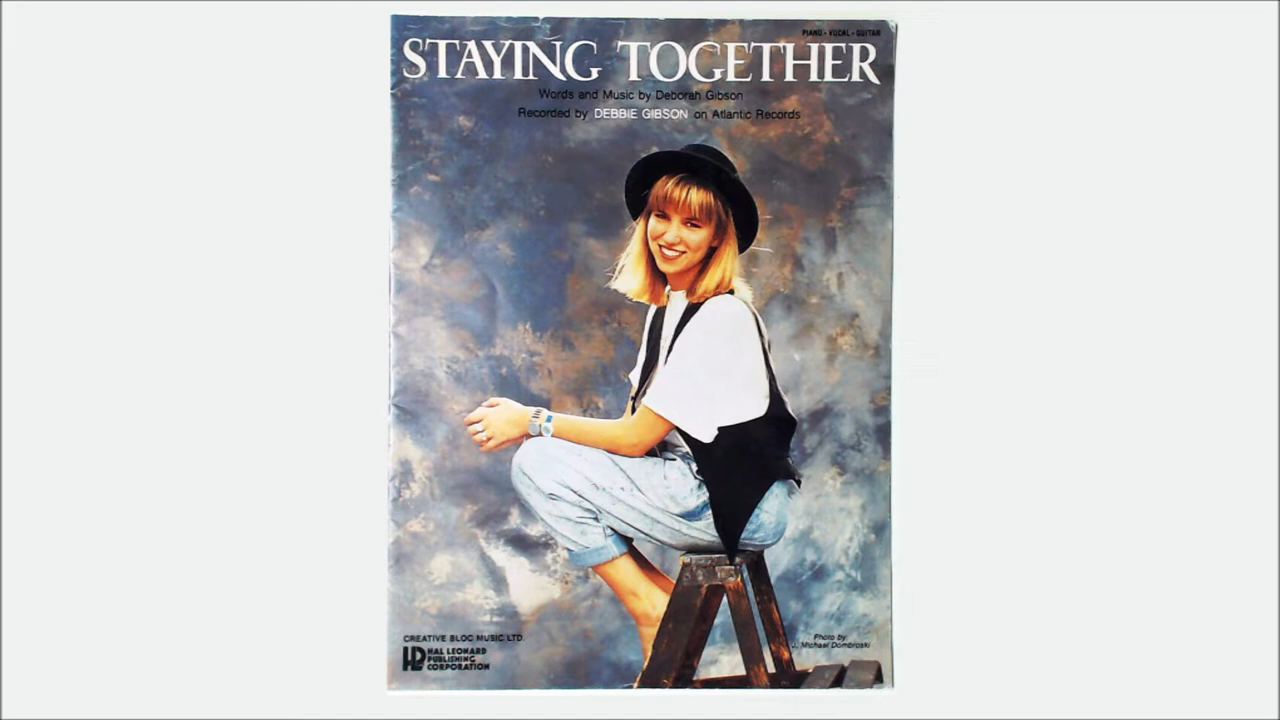 PIANO • VOCAL • GUITAR
STAYING TOGETHER
Words and Music by Deborah Gibson
Recorded by DEBBIE GIBSON on Atlantic Records
CREATIVE BLOC MUSIC LTD.
HAL LEONARD
PUBLISHING
CORPORATION
Photo by:
J. Michael Dombroski